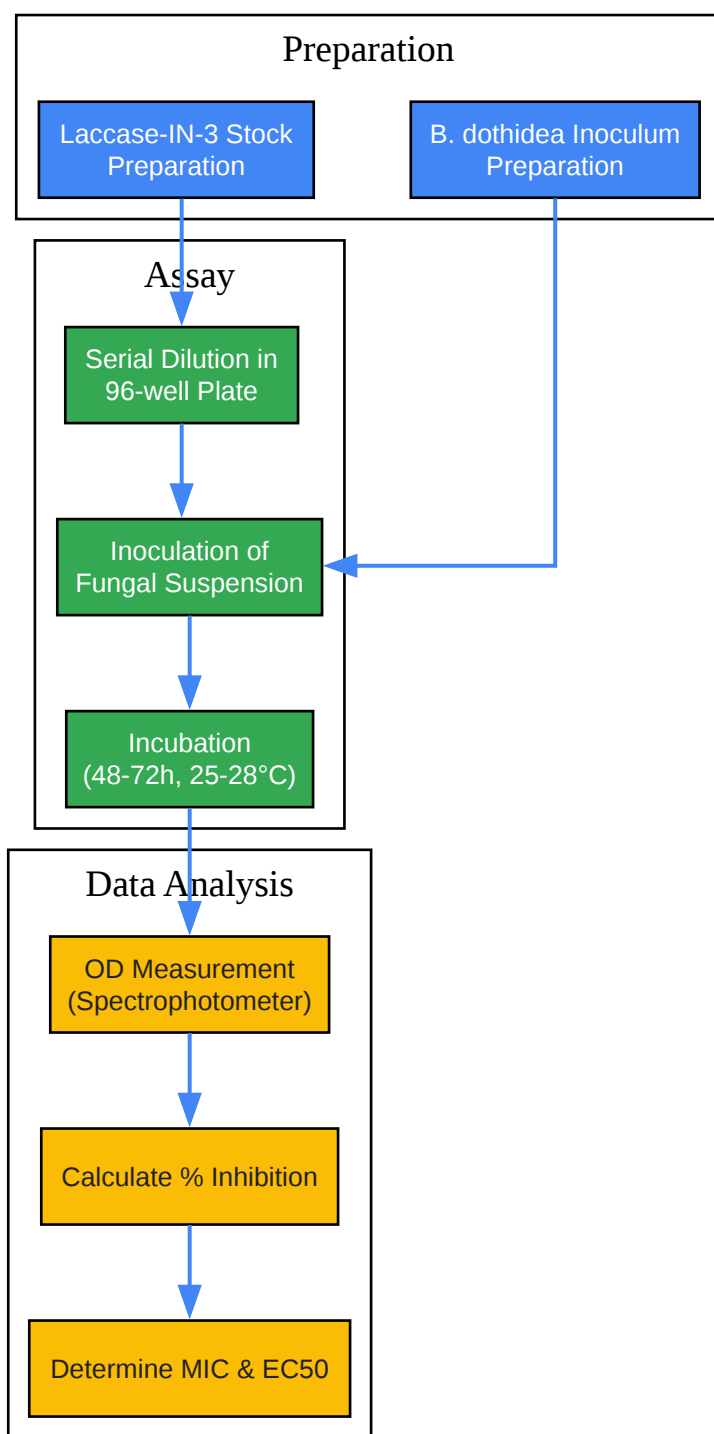 Preparation
Laccase-IN-3 Stock
Preparation
B. dothidea Inoculum
Preparation
Assay
Serial Dilution in
96-well Plate
Inoculation of
Fungal Suspension
Incubation
(48-72h, 25-28°C)
Data Analysis
OD Measurement
(Spectrophotometer)
Calculate % Inhibition
Determine MIC & EC50